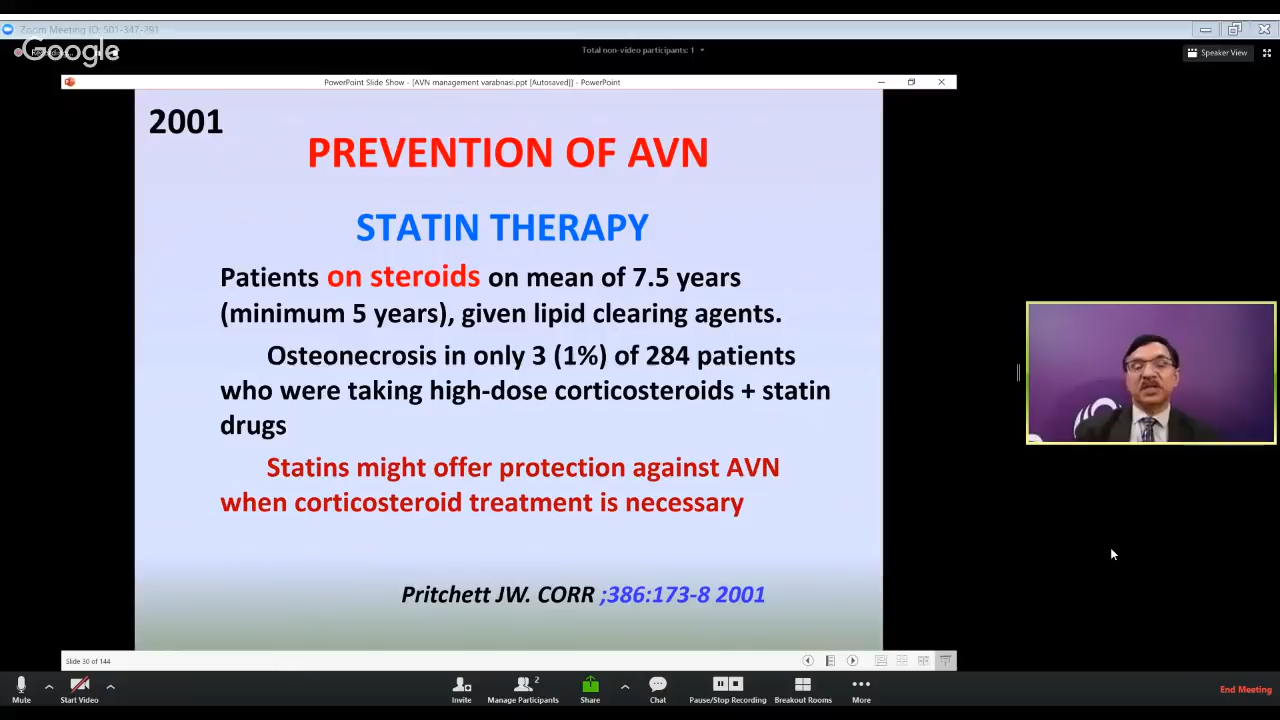 Zoom Meeting ID: 501-347-291
Google
Total non-video participants: 1
Speaker View
PowerPoint Slide Show - [AVN management varabnasi.ppt [Autosaved]] - PowerPoint
2001
PREVENTION OF AVN
STATIN THERAPY
Patients on steroids on mean of 7.5 years
(minimum 5 years), given lipid clearing agents.
Osteonecrosis in only 3 (1%) of 284 patients
who were taking high-dose corticosteroids + statin
drugs
Statins might offer protection against AVN
when corticosteroid treatment is necessary
Pritchett JW. CORR ;386:173-8 2001
Slide 30 of 144
Mute
Start Video
Invite
2
Manage Participants
Share
Chat
Pause/Stop Recording
Breakout Rooms
More
End Meeting